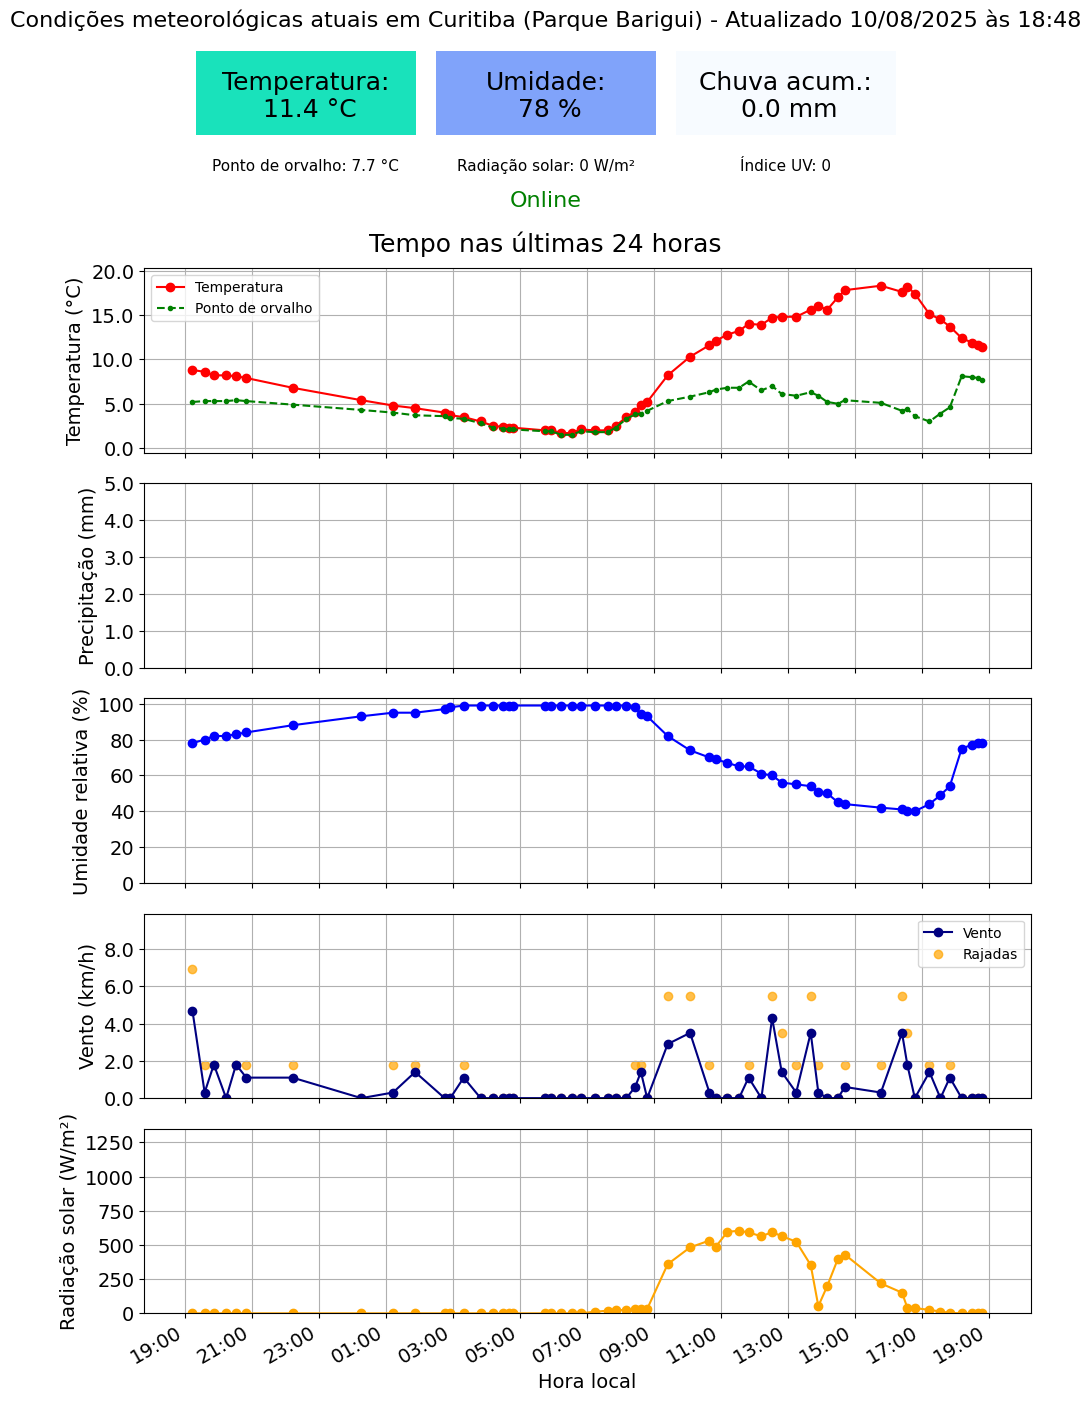 Condições meteorológicas atuais em Curitiba (Parque Barigui) - Atualizado 10/08/2025 às 18:48
Temperatura:
11.4 °C
Umidade:
78 %
Chuva acum.:
0.0 mm
Ponto de orvalho: 7.7 °C
Radiação solar: 0 W/m²
Índice UV: 0
Online
Tempo nas últimas 24 horas
Temperatura (°C)
20.0
15.0
10.0
5.0
0.0
Temperatura
Ponto de orvalho
Precipitação (mm)
5.0
4.0
3.0
2.0
1.0
0.0
Umidade relativa (%)
100
80
60
40
20
0
Vento (km/h)
8.0
6.0
4.0
2.0
0.0
Vento
Rajadas
Radiação solar (W/m²)
1250
1000
750
500
250
0
19:00
21:00
23:00
01:00
03:00
05:00
07:00
09:00
11:00
13:00
15:00
17:00
19:00
Hora local